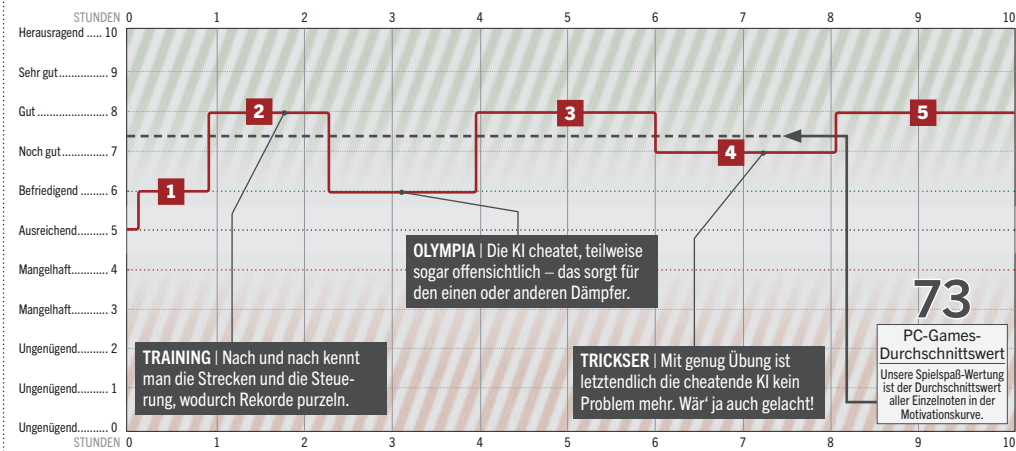 STUNDEN 0 1 2 3 4 5 6 7 8 9 10
Herausragend ..... 10
Sehr gut................ 9
Gut........................ 8
Noch gut................ 7
Befriedigend ......... 6
Ausreichend.......... 5
Mangelhaft............ 4
Mangelhaft............ 3
Ungenügend.......... 2
Ungenügend.......... 1
Ungenügend.......... 0
1
2
3
4
5
OLYMPIA | Die KI cheatet, teilweise
sogar offensichtlich – das sorgt für
den einen oder anderen Dämpfer.
TRAINING | Nach und nach kennt
man die Strecken und die Steue-
rung, wodurch Rekorde purzeln.
TRICKSER | Mit genug Übung ist
letztendlich die cheatende KI kein
Problem mehr. Wär‘ ja auch gelacht!
73
PC-Games-
Durchschnittswert
Unsere Spielspaß-Wertung
ist der Durchschnittswert
aller Einzelnoten in der
Motivationskurve.
STUNDEN 1 2 3 4 5 6 7 8 9 10